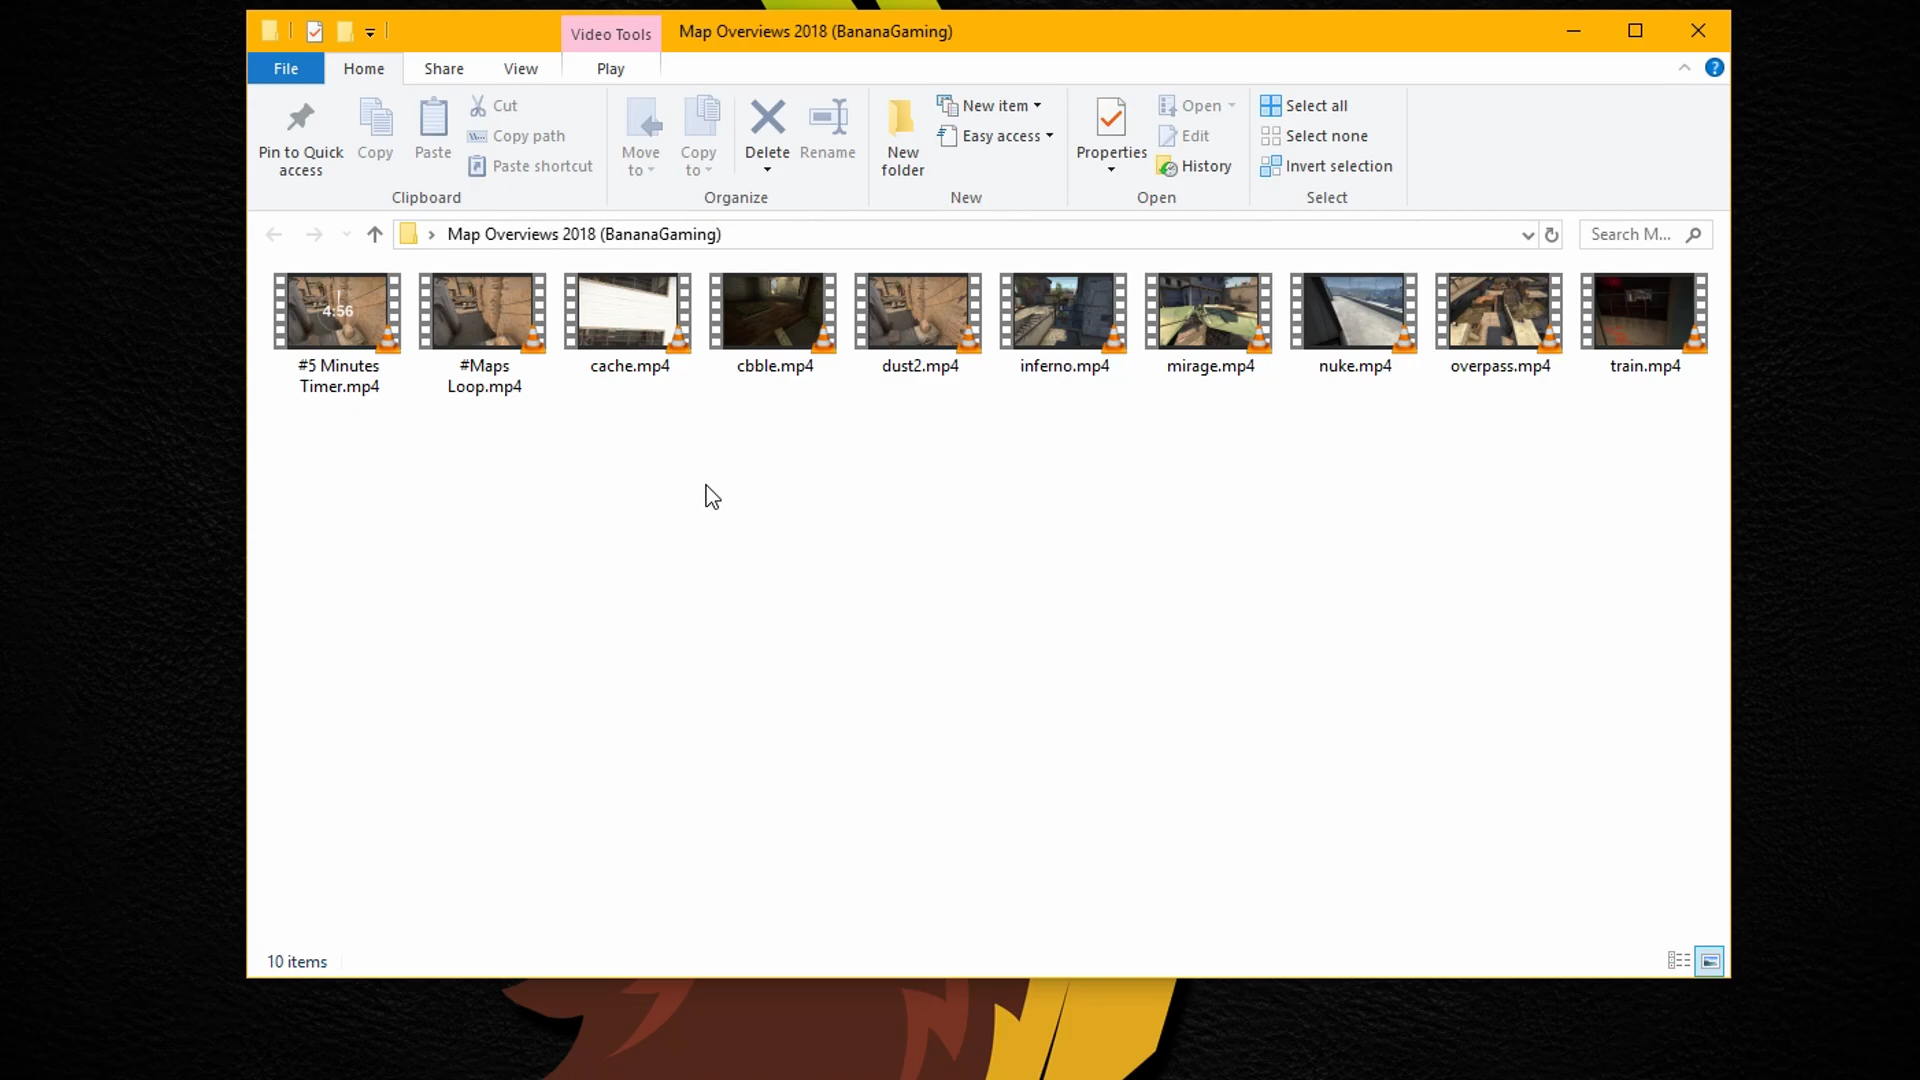 Video Tools
Map Overviews 2018 (BananaGaming)
File
Home
Share
View
Play
Pin to Quick
access
Copy
Paste
Cut
Copy path
Paste shortcut
Clipboard
Move
to
Copy
to
Delete
Rename
Organize
New
folder
New item
Easy access
New
Properties
Open
Edit
History
Open
Select all
Select none
Invert selection
Select
Map Overviews 2018 (BananaGaming)
Search M...
4:56
#5 Minutes
Timer.mp4
#Maps
Loop.mp4
cache.mp4
cbble.mp4
dust2.mp4
inferno.mp4
mirage.mp4
nuke.mp4
overpass.mp4
train.mp4
10 items